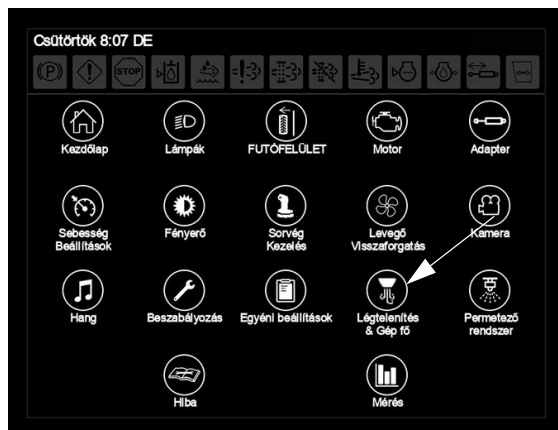 Csütörtök 8:07 DE
(P) STOP
Kezdőlap Lámpák FUTÓFELÜLET Motor Adapter
Sebesség Fényerő Sorvég Levegő Kamera
Beállítások Kezelés Visszaforgatás
Hang Beszabályozás Egyéni beállítások Légtelenítés Permetező
& Gép fő rendszer
Hiba Mérés